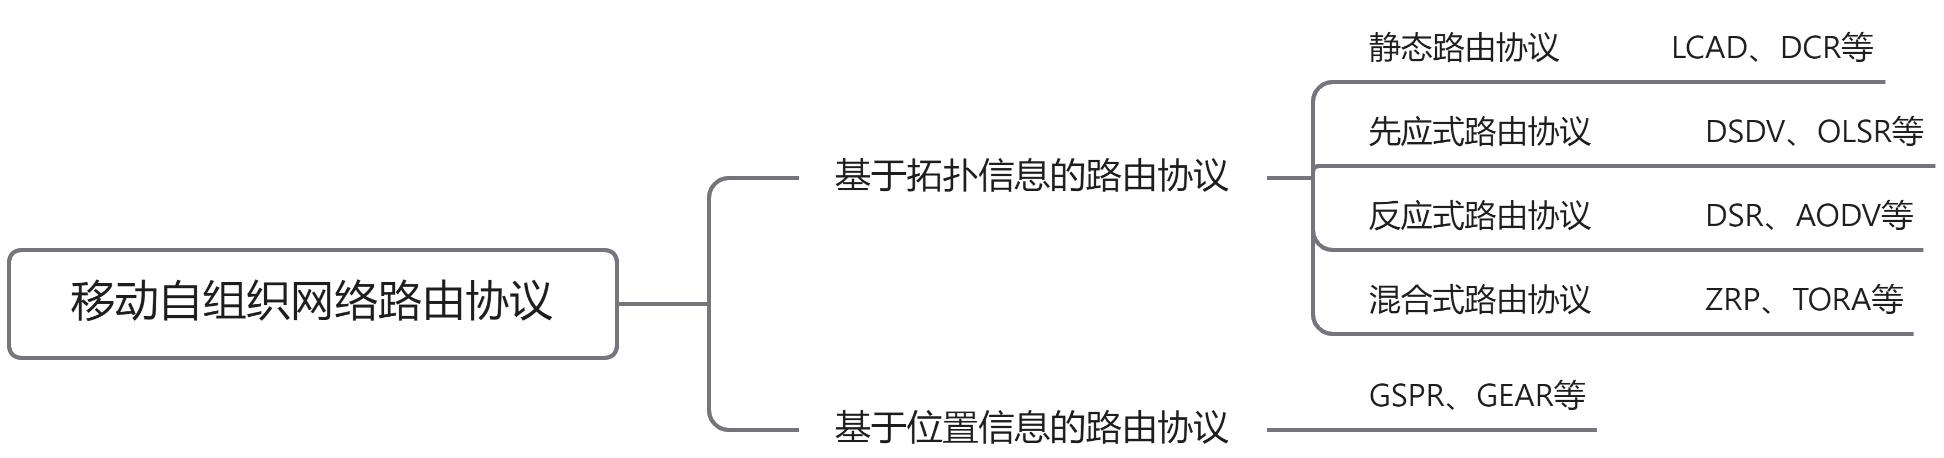 移动自组织网络路由协议
基于拓扑信息的路由协议
静态路由协议 LCAD、DCR等
先应式路由协议 DSDV、OLSR等
反应式路由协议 DSR、AODV等
混合式路由协议 ZRP、TORA等
基于位置信息的路由协议
GSPR、GEAR等